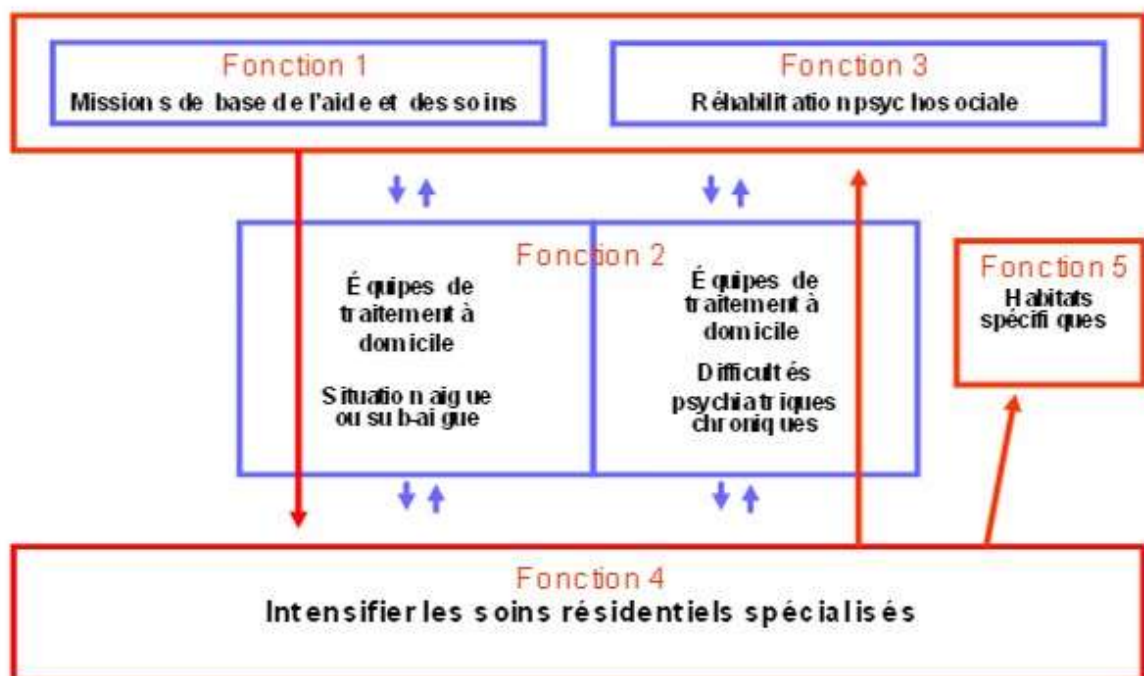 Fonction 1
Missions de base de l'aide et des soins
Fonction 3
Réhabilitation psychosociale
Fonction 2
Équipes de
traitement à
domicile
Situation aigue
ou sub-aigue
Équipes de
traitement à
domicile
Difficultés
psychiatriques
chroniques
Fonction 5
Habitats
spécifiques
Fonction 4
Intensifier les soins résidentiels spécialisés